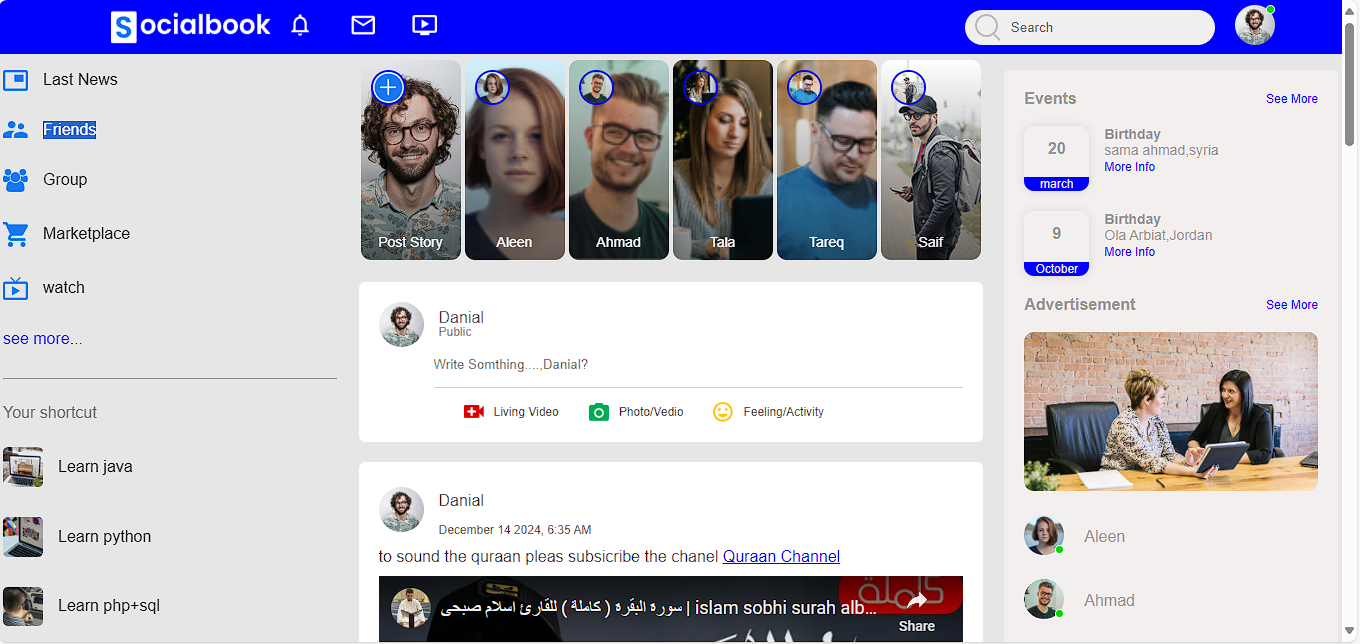 Socialbook
Search
Last News
Friends
Group
Marketplace
watch
see more...
Your shortcut
Learn java
Learn python
Learn php+sql
Post Story
Aleen
Ahmad
Tala
Tareq
Saif
Danial
Public
Write Somthing....,Danial?
Living Video
Photo/Vedio
Feeling/Activity
Danial
December 14 2024, 6:35 AM
to sound the quraan pleas subsicribe the chanel Quraan Channel
سورة البقرة ( كاملة ) للقارئ اسلام صبحي | islam sobhi surah alb...
كاملة
Share
Events
See More
20
march
Birthday
sama ahmad,syria
More Info
9
October
Birthday
Ola Arbiat,Jordan
More Info
Advertisement
See More
Aleen
Ahmad